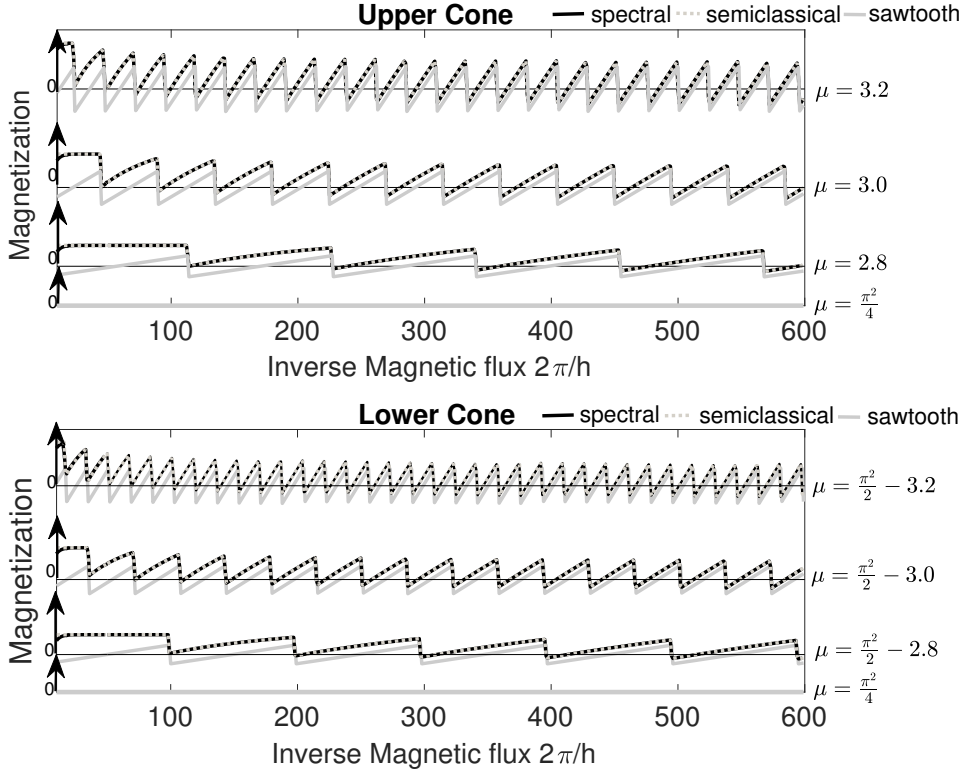 Upper Cone spectral semiclassical sawtooth
Magnetization
0
μ = 3.2
0
μ = 3.0
0
μ = 2.8
0
μ = π²/4
100 200 300 400 500 600
Inverse Magnetic flux 2π/h
Lower Cone spectral semiclassical sawtooth
Magnetization
0
μ = π²/2 − 3.2
0
μ = π²/2 − 3.0
0
μ = π²/2 − 2.8
0
μ = π²/4
100 200 300 400 500 600
Inverse Magnetic flux 2π/h